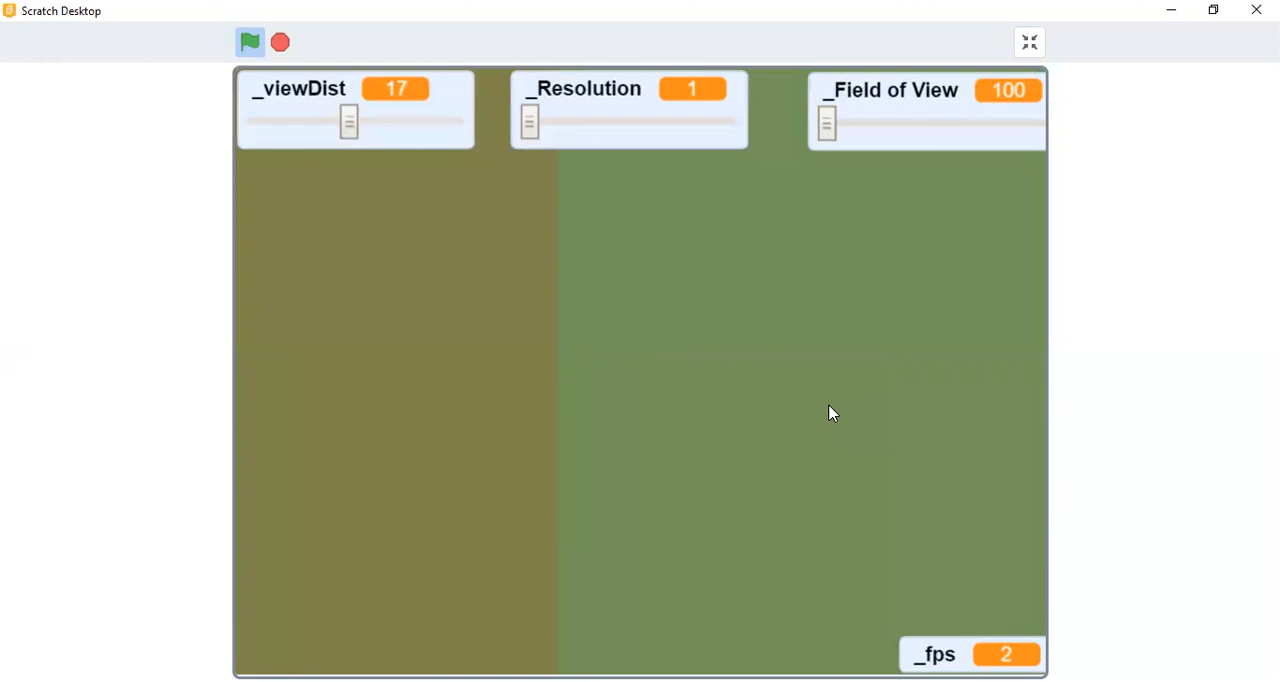 Scratch Desktop
_viewDist 17
_Resolution 1
_Field of View 100
_fps 2